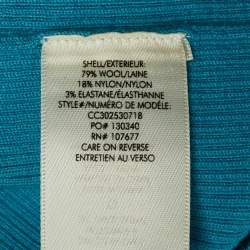 SHELL/EXTERIEUR:
79% WOOL/LAINE
18% NYLON/NYLON
3% ELASTANE/ÉLASTHANNE
STYLE#/NUMÉRO DE MODÈLE:
CC302530718
PO# 130340
RN# 107677
CARE ON REVERSE
ENTRETIEN AU VERSO